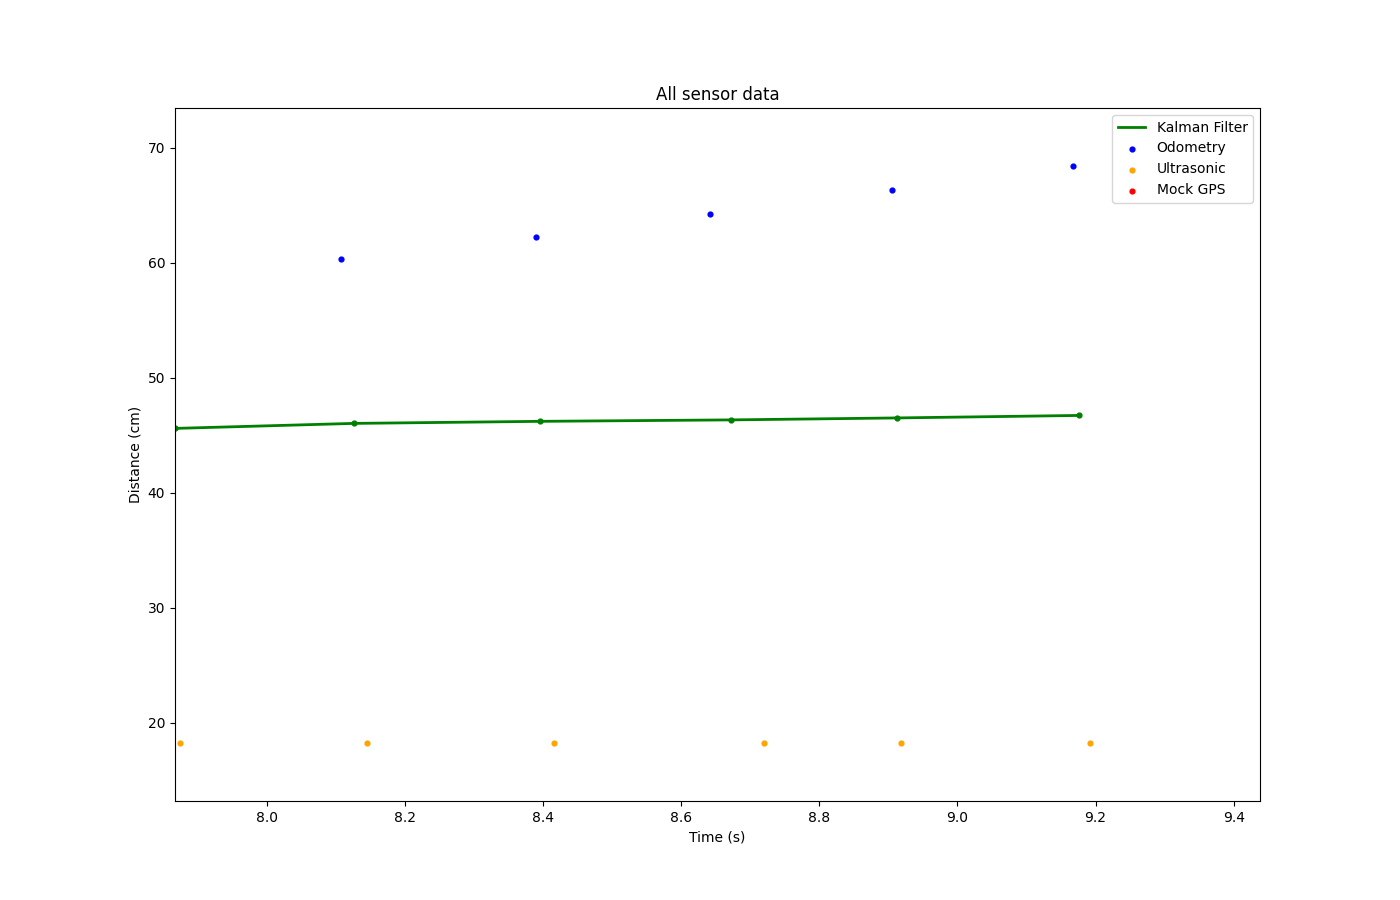 All sensor data
Kalman Filter
Odometry
Ultrasonic
Mock GPS
70
60
50
40
30
20
Distance (cm)
8.0 8.2 8.4 8.6 8.8 9.0 9.2 9.4
Time (s)